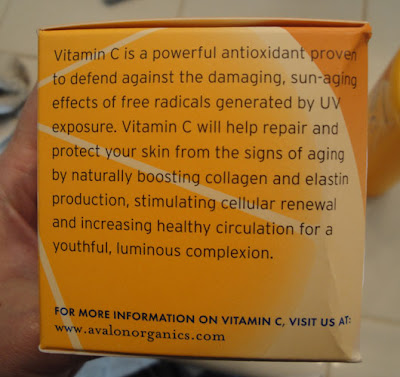 Vitamin C is a powerful antioxidant proven
to defend against the damaging, sun-aging
effects of free radicals generated by UV
exposure. Vitamin C will help repair and
protect your skin from the signs of aging
by naturally boosting collagen and elastin
production, stimulating cellular renewal
and increasing healthy circulation for a
youthful, luminous complexion.
FOR MORE INFORMATION ON VITAMIN C, VISIT US AT:
www.avalonorganics.com